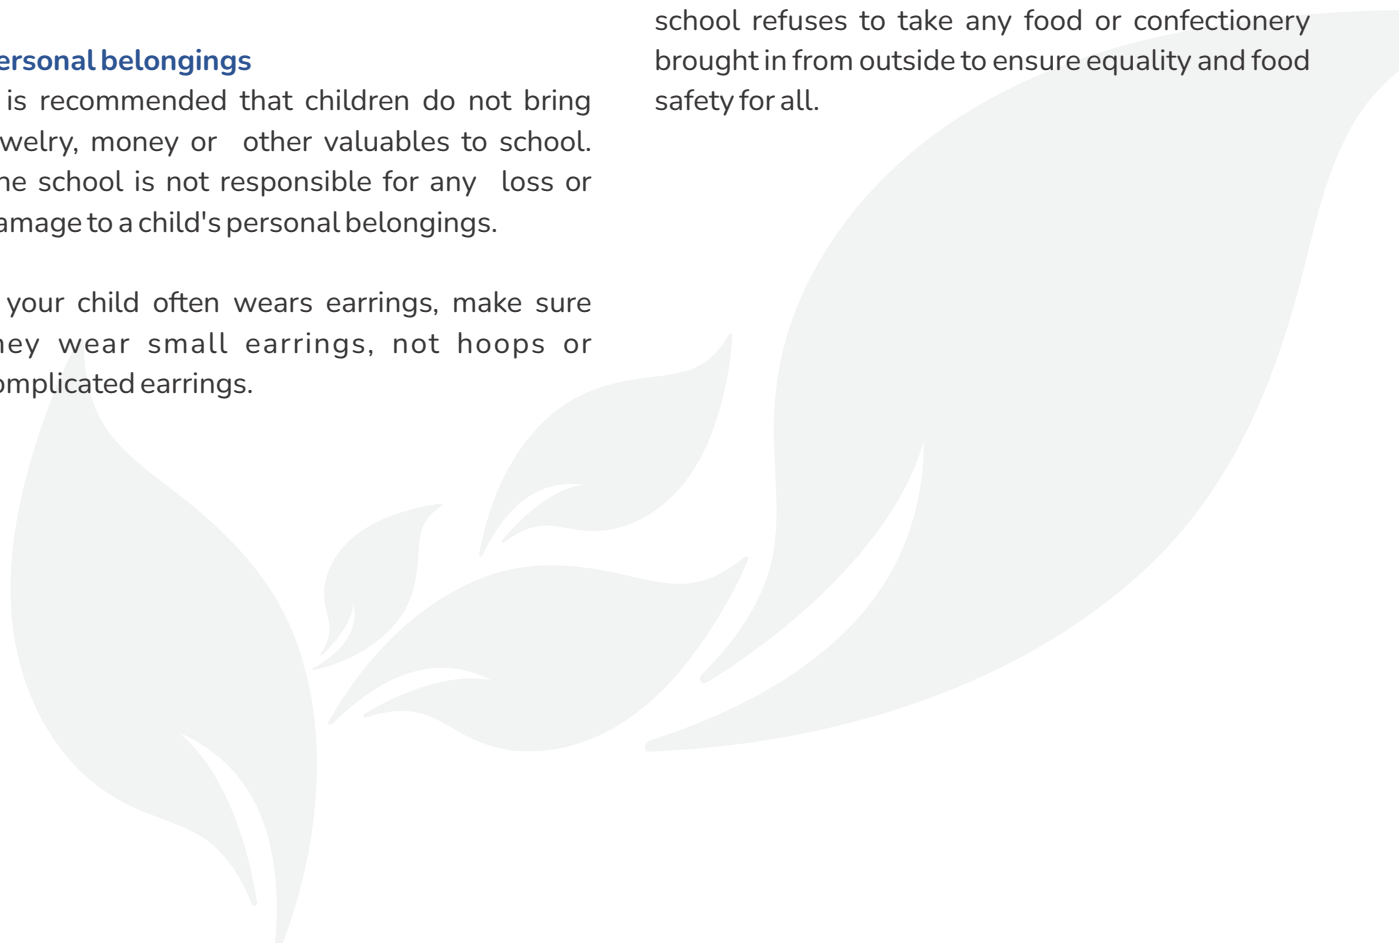 ersonal belongings
is recommended that children do not bring
welry, money or other valuables to school.
he school is not responsible for any loss or
amage to a child's personal belongings.
your child often wears earrings, make sure
hey wear small earrings, not hoops or
omplicated earrings.
school refuses to take any food or confectionery
brought in from outside to ensure equality and food
safety for all.